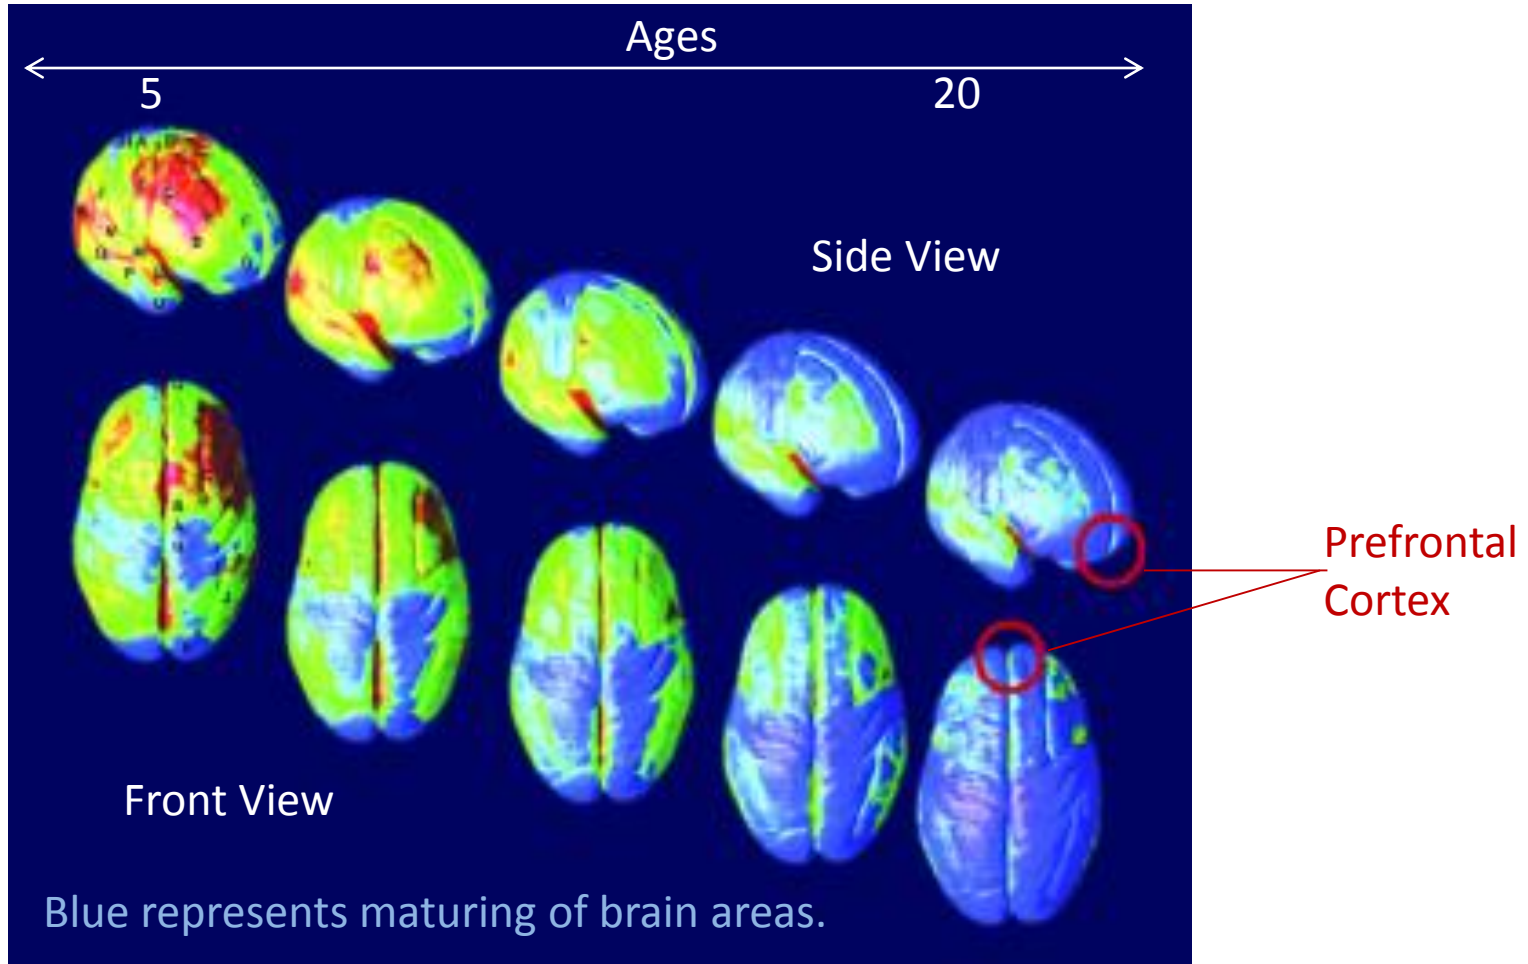 Ages
5 20
Side View
Prefrontal
Cortex
Front View
Blue represents maturing of brain areas.